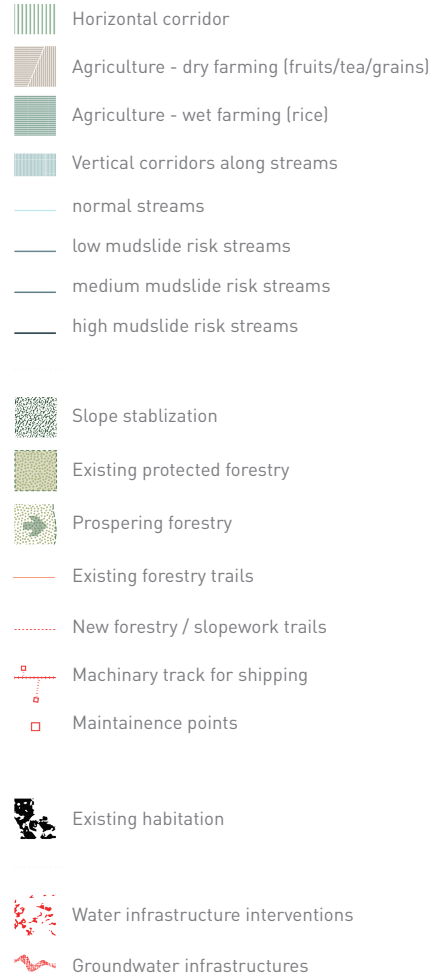 Horizontal corridor
Agriculture - dry farming (fruits/tea/grains)
Agriculture - wet farming (rice)
Vertical corridors along streams
normal streams
low mudslide risk streams
medium mudslide risk streams
high mudslide risk streams
Slope stablization
Existing protected forestry
Prospering forestry
Existing forestry trails
New forestry / slopework trails
Machinary track for shipping
Maintainence points
Existing habitation
Water infrastructure interventions
Groundwater infrastructures